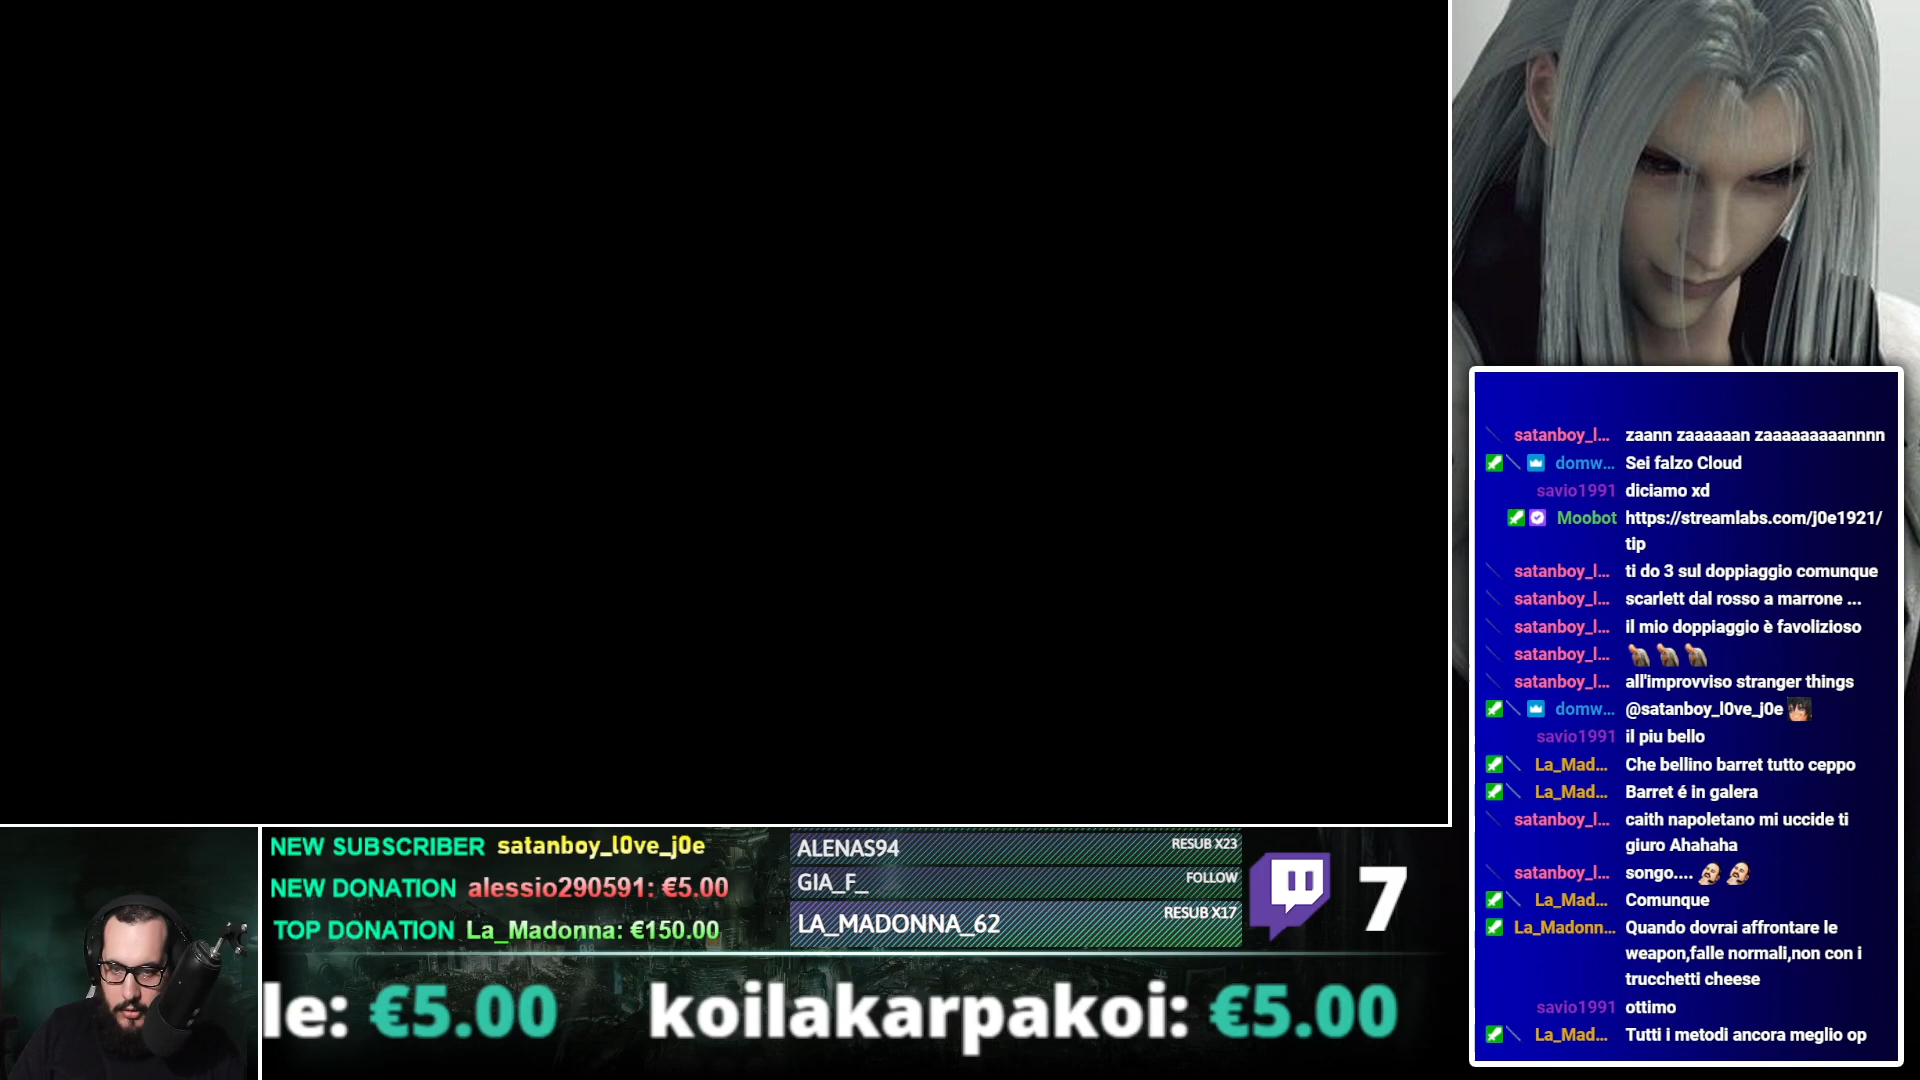 satanboy_l... zaann zaaaaaan zaaaaaaaaannnn
domw... Sei falzo Cloud
savio1991 diciamo xd
Moobot https://streamlabs.com/j0e1921/
tip
satanboy_l... ti do 3 sul doppiaggio comunque
satanboy_l... scarlett dal rosso a marrone ...
satanboy_l... il mio doppiaggio è favolizioso
satanboy_l...
satanboy_l... all'improvviso stranger things
domw... @satanboy_l0ve_j0e
savio1991 il piu bello
La_Mad... Che bellino barret tutto ceppo
La_Mad... Barret é in galera
satanboy_l... caith napoletano mi uccide ti
giuro Ahahaha
satanboy_l... songo....
La_Mad... Comunque
La_Madonn... Quando dovrai affrontare le
weapon,falle normali,non con i
trucchetti cheese
savio1991 ottimo
La_Mad... Tutti i metodi ancora meglio op
NEW SUBSCRIBER satanboy_l0ve_j0e
NEW DONATION alessio290591: €5.00
TOP DONATION La_Madonna: €150.00
ALENAS94 RESUB X23
GIA_F_ FOLLOW
LA_MADONNA_62 RESUB X17
7
le: €5.00 koilakarpakoi: €5.00